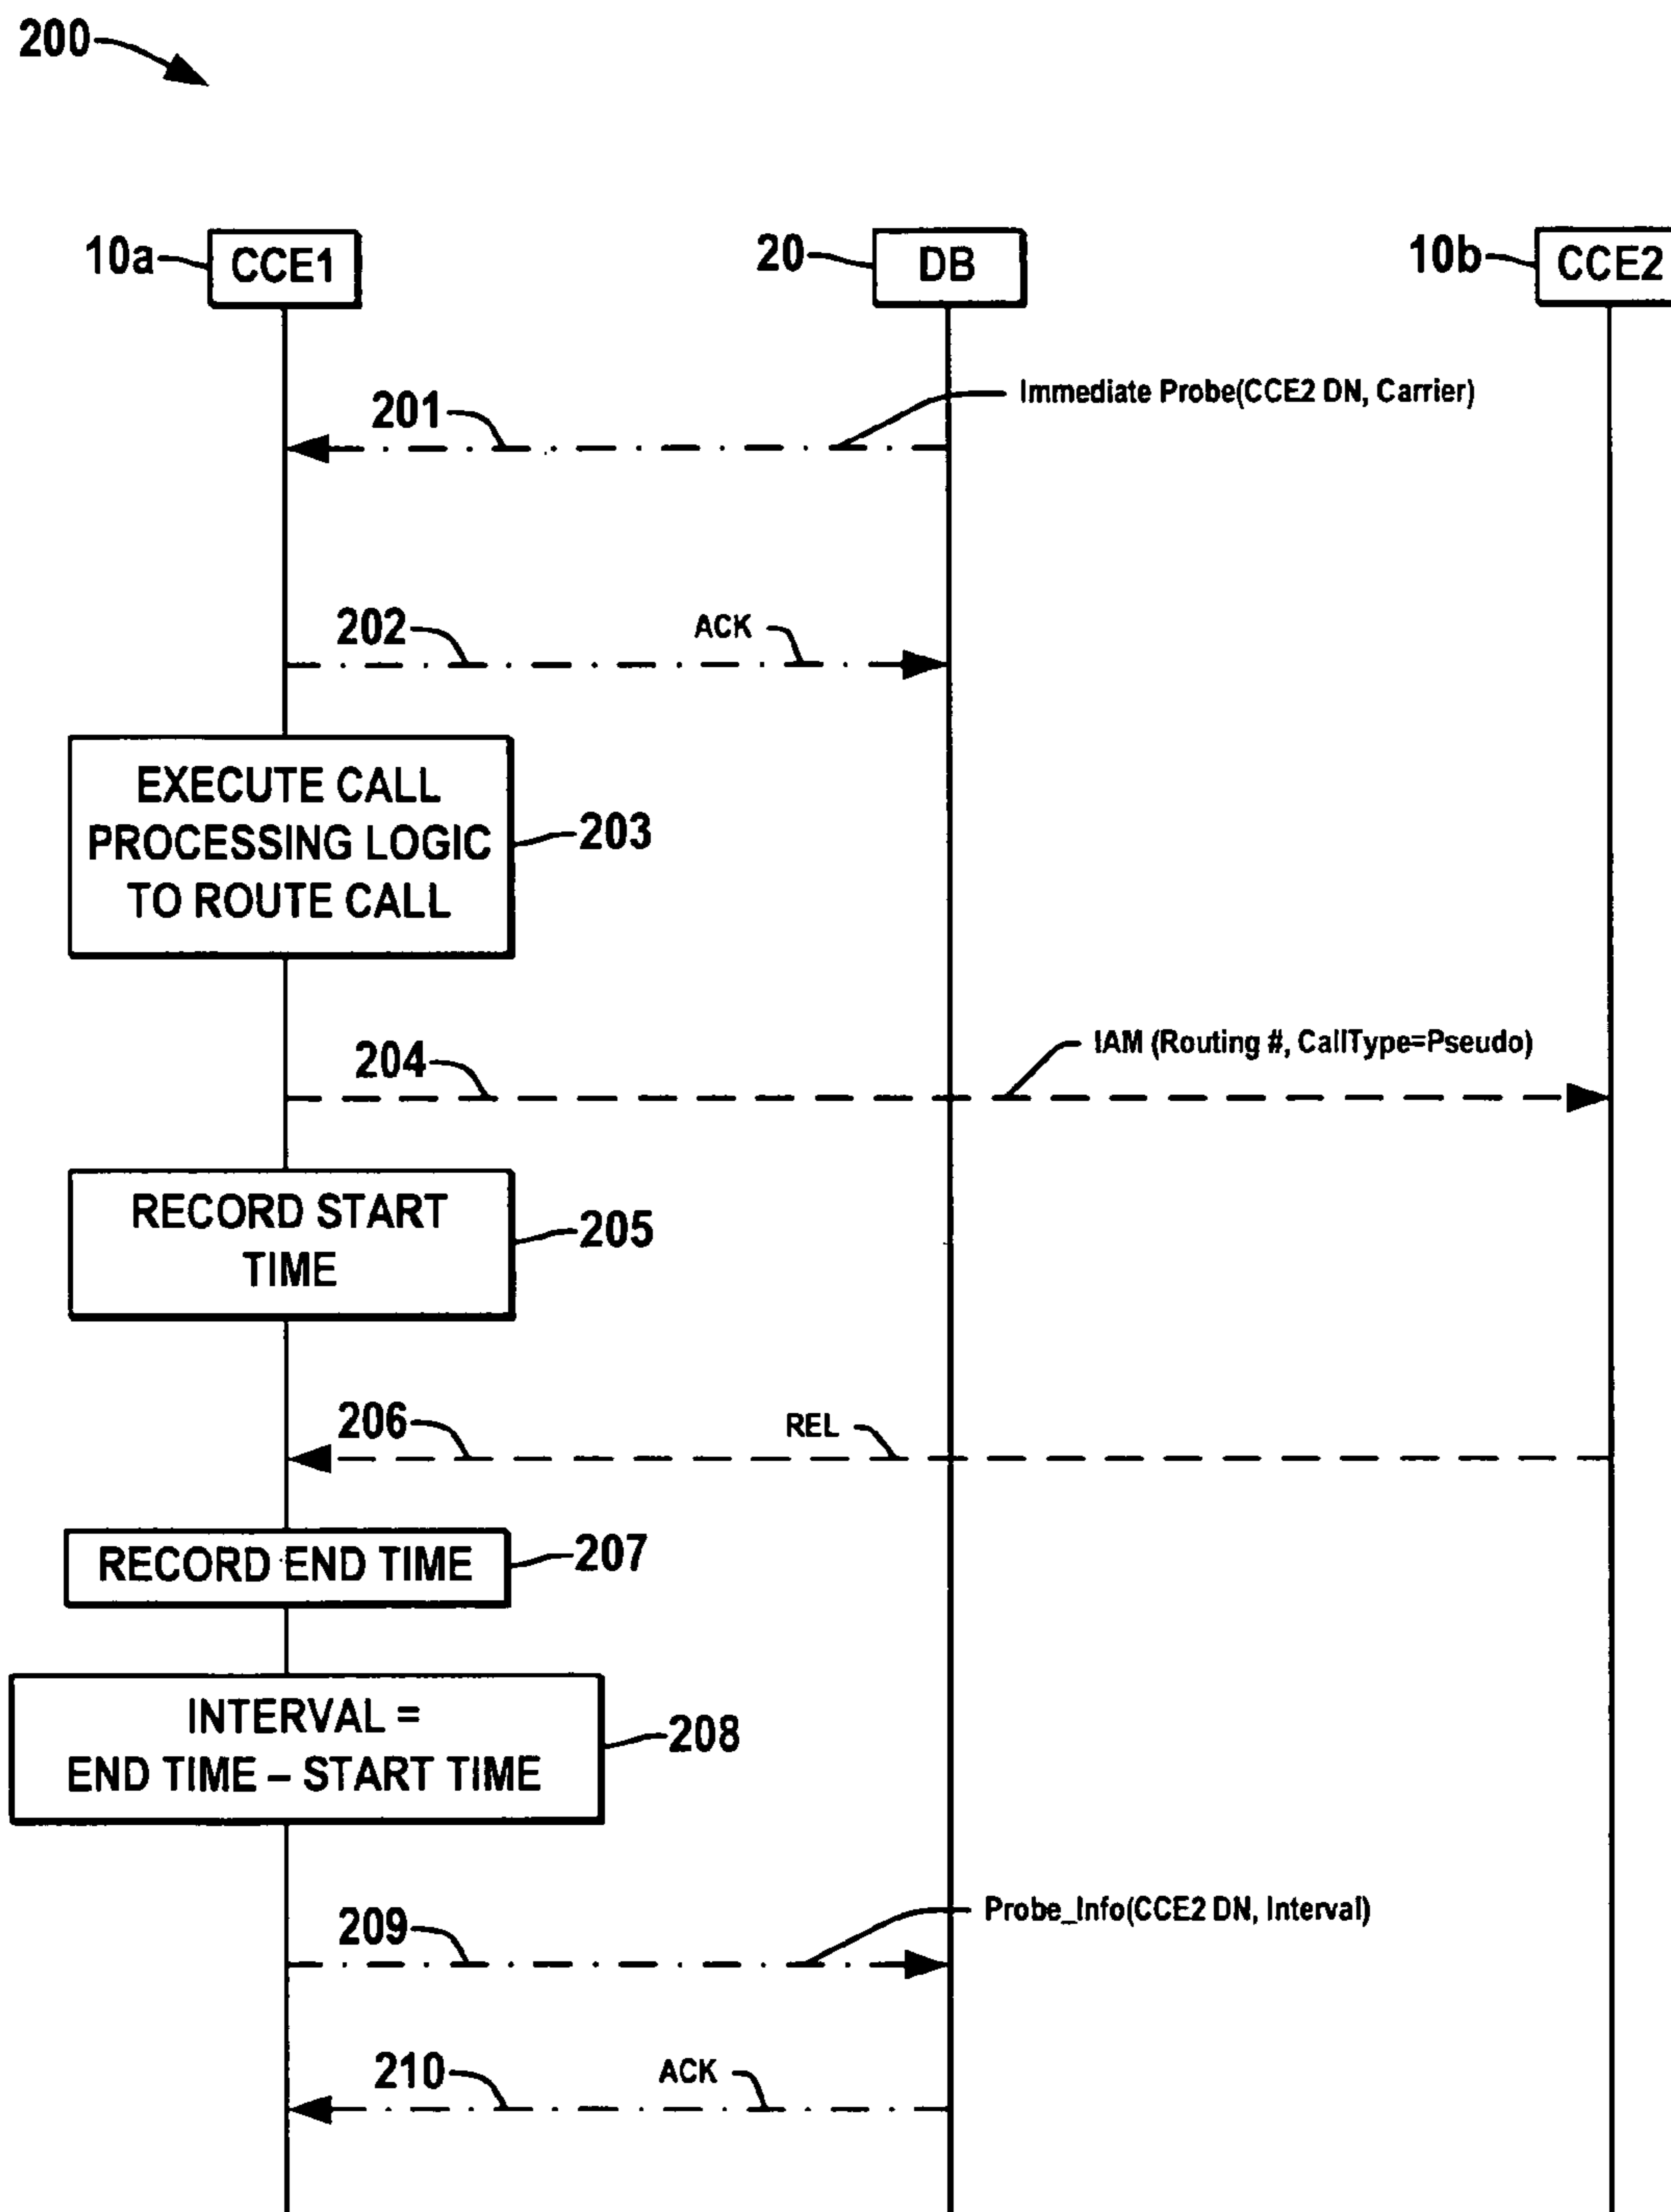 200
10a
CCE1
20
DB
10b
CCE2
Immediate Probe(CCE2 DN, Carrier)
201
202
ACK
EXECUTE CALL
PROCESSING LOGIC
TO ROUTE CALL
203
IAM (Routing #, CallType=Pseudo)
204
RECORD START
TIME
205
206
REL
RECORD END TIME
207
INTERVAL =
END TIME – START TIME
208
Probe_Info(CCE2 DN, Interval)
209
210
ACK